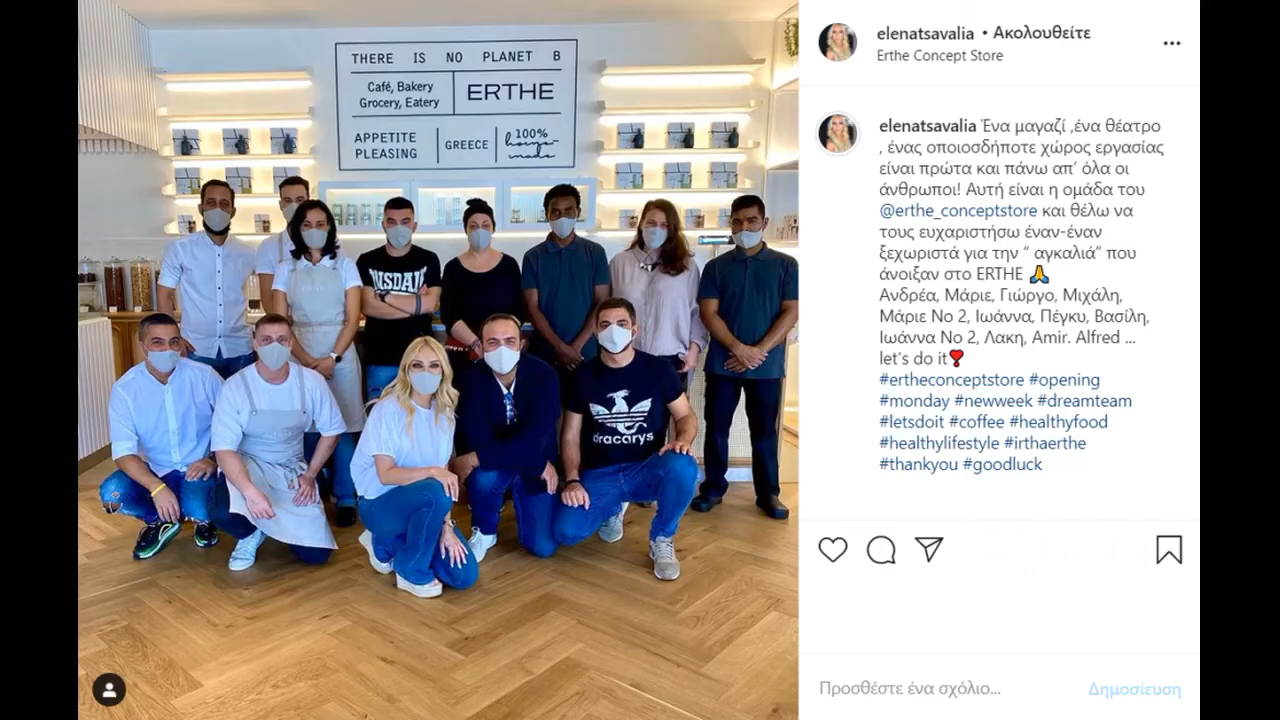 THERE IS NO PLANET B
Café, Bakery
Grocery, Eatery
ERTHE
APPETITE
PLEASING
GREECE
100%
home-
made
ONSDAL
dracarys
elenatsavalia • Ακολουθείτε
Erthe Concept Store
elenatsavalia Ένα μαγαζί ,ένα θέατρο
, ένας οποιοσδήποτε χώρος εργασίας
είναι πρώτα και πάνω απ’ όλα οι
άνθρωποι! Αυτή είναι η ομάδα του
@erthe_conceptstore και θέλω να
τους ευχαριστήσω έναν-έναν
ξεχωριστά για την “ αγκαλιά” που
άνοιξαν στο ERTHE 🙏
Ανδρέα, Μάριε, Γιώργο, Μιχάλη,
Μάριε Νο 2, Ιωάννα, Πέγκυ, Βασίλη,
Ιωάννα Νο 2, Λακη, Amir. Alfred ...
let’s do it❣️
#ertheconceptstore #opening
#monday #newweek #dreamteam
#letsdoit #coffee #healthyfood
#healthylifestyle #irthaerthe
#thankyou #goodluck
Προσθέστε ένα σχόλιο...
Δημοσίευση